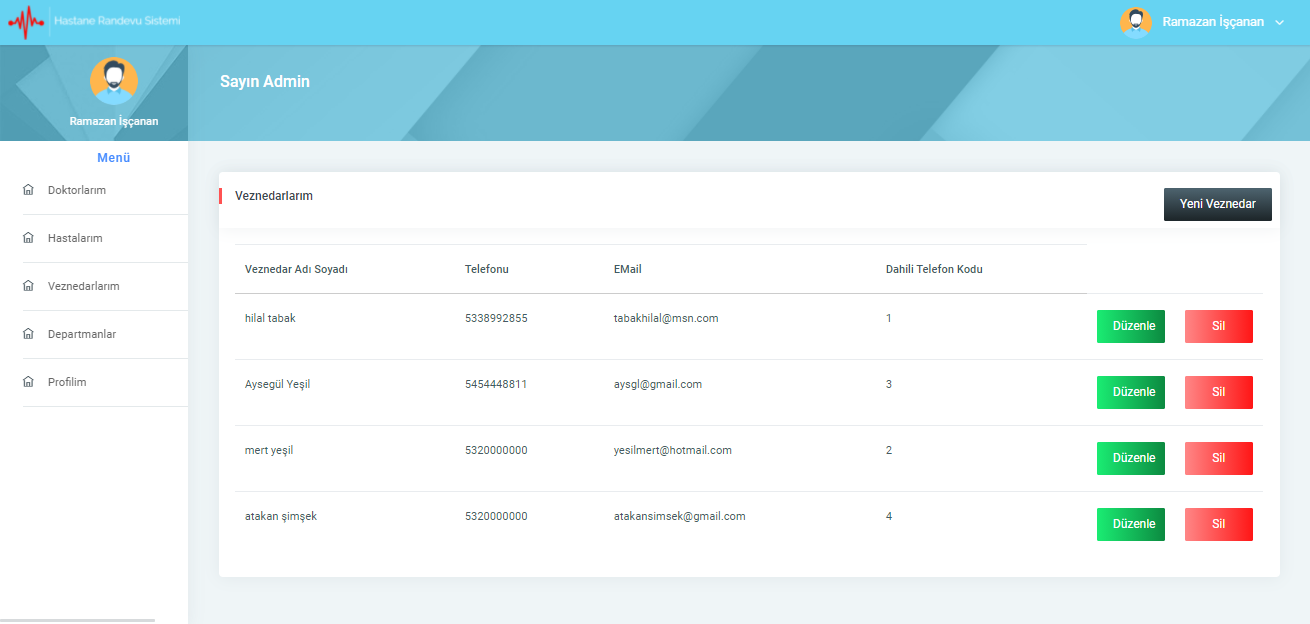 Hastane Randevu Sistemi
Ramazan İşçanan
Ramazan İşçanan
Sayın Admin
Menü
Doktorlarım
Hastalarım
Veznedarlarım
Departmanlar
Profilim
Veznedarlarım
Yeni Veznedar
Veznedar Adı Soyadı Telefonu EMail Dahili Telefon Kodu
hilal tabak 5338992855 tabakhilal@msn.com 1 Düzenle Sil
Aysegül Yeşil 5454448811 aysgl@gmail.com 3 Düzenle Sil
mert yeşil 5320000000 yesilmert@hotmail.com 2 Düzenle Sil
atakan şimşek 5320000000 atakansimsek@gmail.com 4 Düzenle Sil